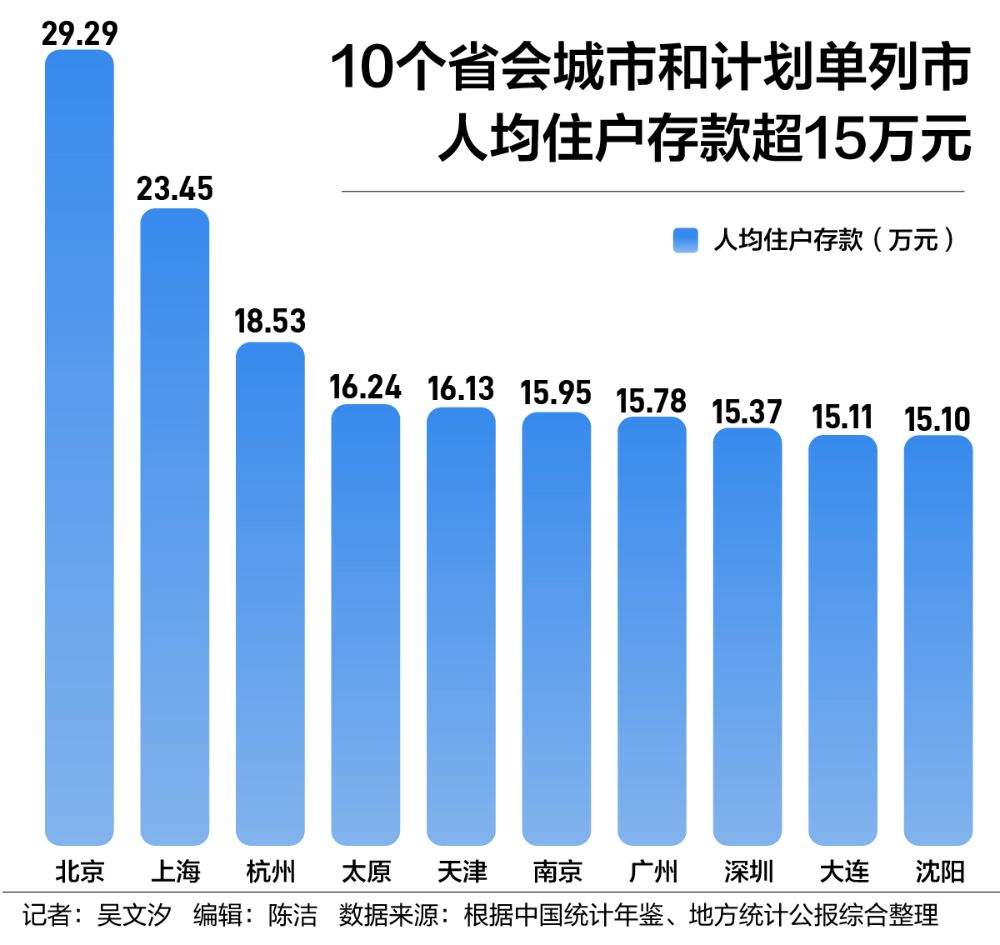 10个省会城市和计划单列市
人均住户存款超15万元
人均住户存款（万元）
29.29
23.45
18.53
16.24
16.13
15.95
15.78
15.37
15.11
15.10
北京 上海 杭州 太原 天津 南京 广州 深圳 大连 沈阳
记者：吴文汐 编辑：陈洁 数据来源：根据中国统计年鉴、地方统计公报综合整理